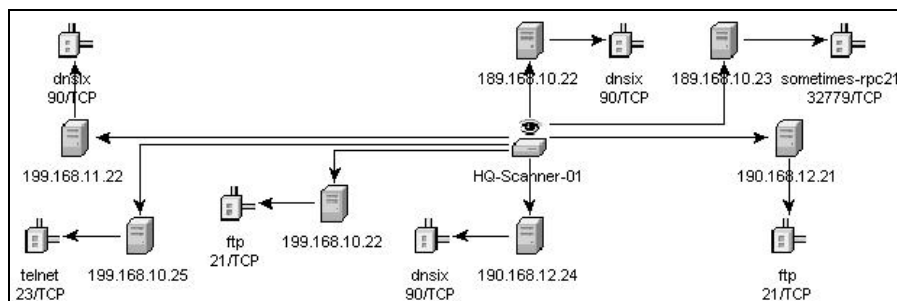 dnsix
90/TCP
189.168.10.22
dnsix
90/TCP
189.168.10.23
sometimes-rpc21
32779/TCP
199.168.11.22
HQ-Scanner-01
190.168.12.21
telnet
23/TCP
199.168.10.25
ftp
21/TCP
199.168.10.22
dnsix
90/TCP
190.168.12.24
ftp
21/TCP